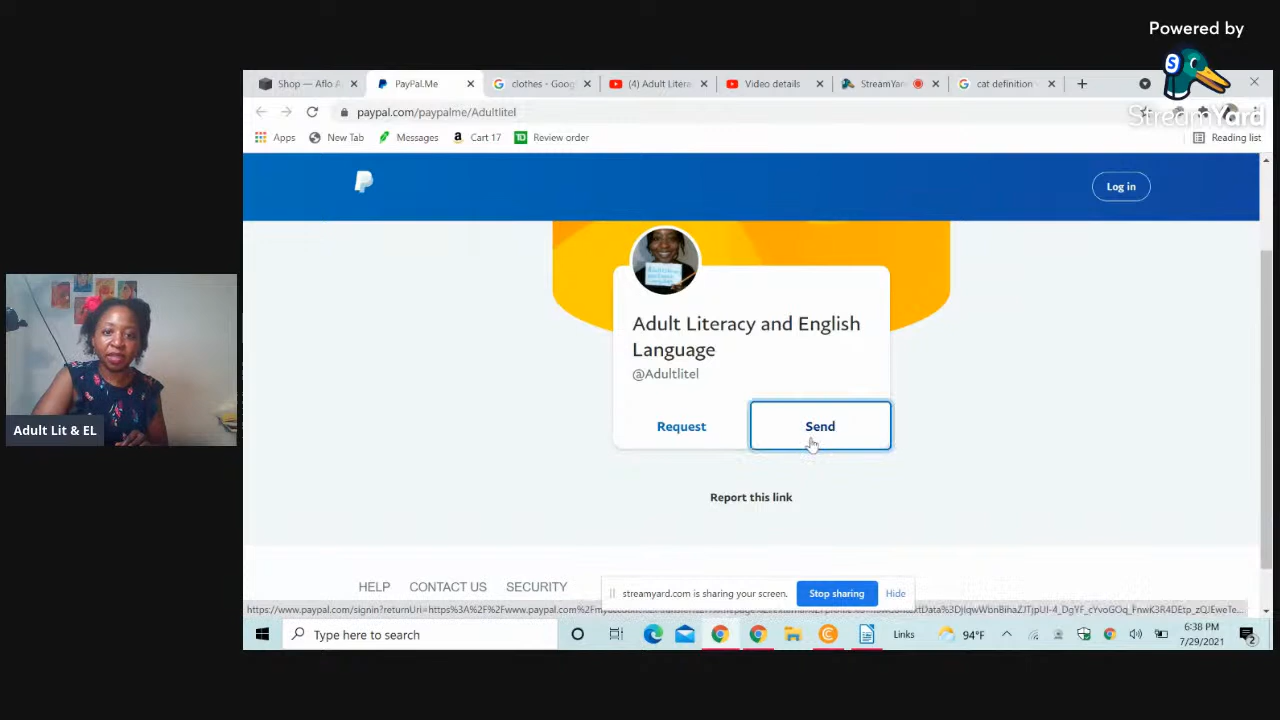 Powered by
StreamYard
Shop — Aflo A
PayPal.Me
clothes - Goog
(4) Adult Litera
Video details
StreamYar
cat definition -
paypal.com/paypalme/Adultlitel
Apps
New Tab
Messages
Cart 17
Review order
Reading list
Log in
Adult Literacy and English
Language
@Adultlitel
Request
Send
Report this link
Adult Lit & EL
HELP
CONTACT US
SECURITY
streamyard.com is sharing your screen.
Stop sharing
Hide
Type here to search
Links
94°F
6:38 PM
7/29/2021
2